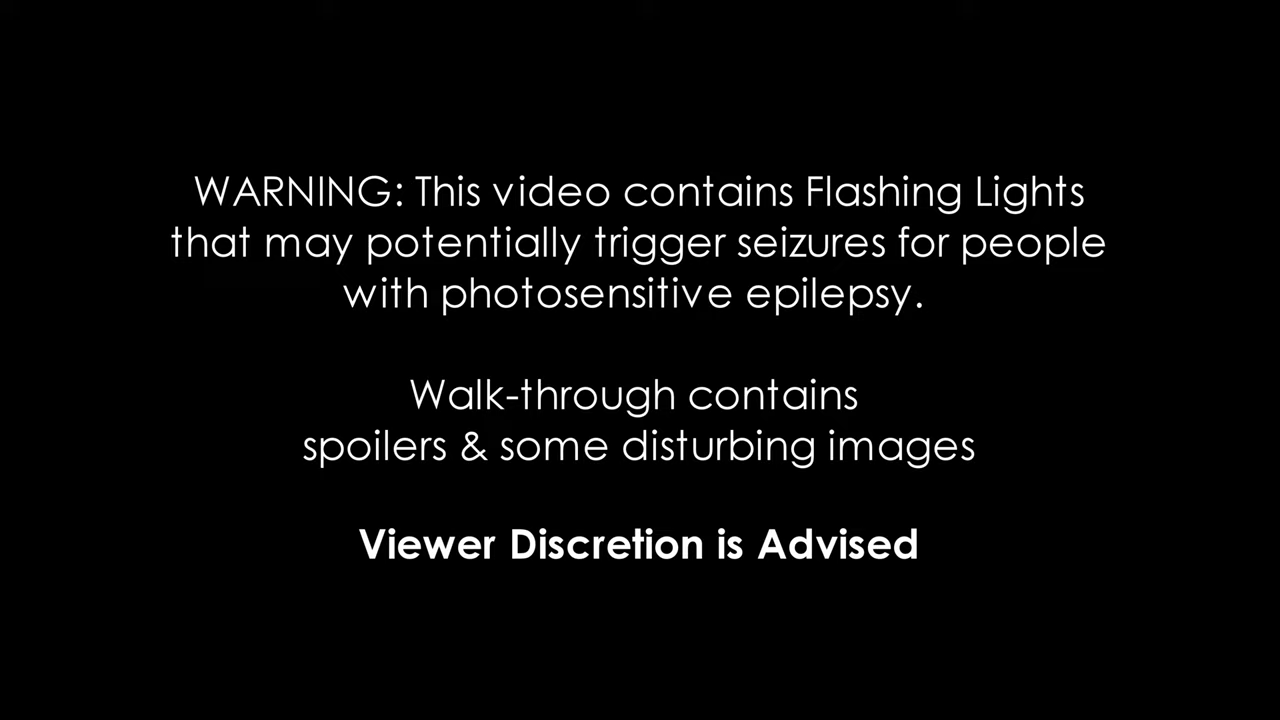 WARNING: This video contains Flashing Lights
that may potentially trigger seizures for people
with photosensitive epilepsy.
Walk-through contains
spoilers & some disturbing images
Viewer Discretion is Advised